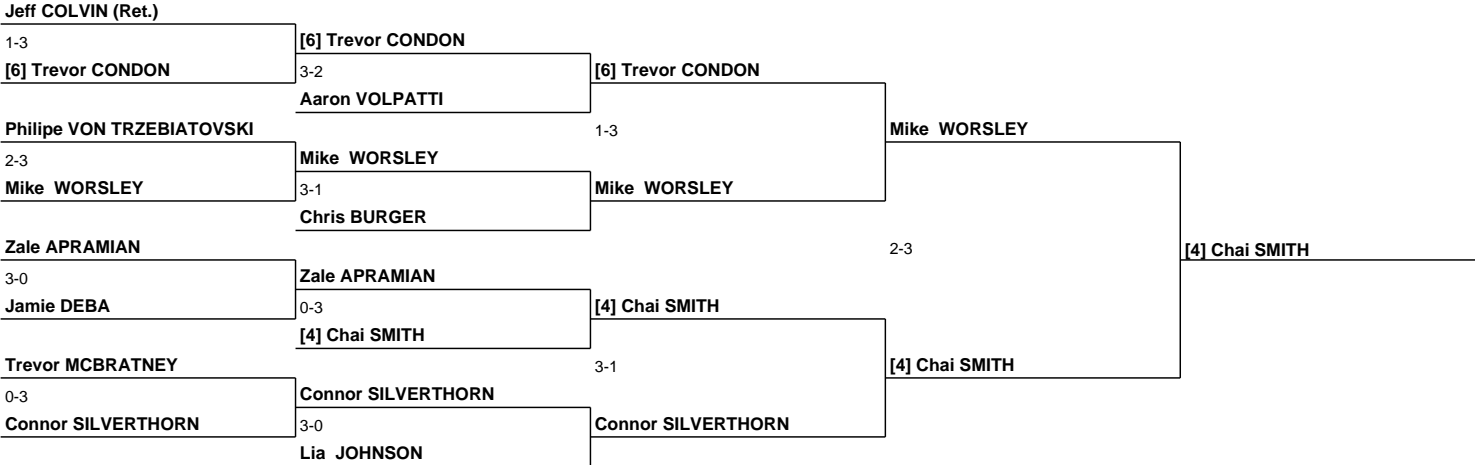 Jeff COLVIN (Ret.)
1-3
[6] Trevor CONDON
[6] Trevor CONDON
3-2
Aaron VOLPATTI
[6] Trevor CONDON
Philipe VON TRZEBIATOVSKI
2-3
Mike WORSLEY
Mike WORSLEY
3-1
Chris BURGER
Mike WORSLEY
1-3
Mike WORSLEY
Zale APRAMIAN
3-0
Jamie DEBA
Zale APRAMIAN
0-3
[4] Chai SMITH
[4] Chai SMITH
Trevor MCBRATNEY
0-3
Connor SILVERTHORN
Connor SILVERTHORN
3-0
Lia JOHNSON
Connor SILVERTHORN
3-1
[4] Chai SMITH
2-3
[4] Chai SMITH